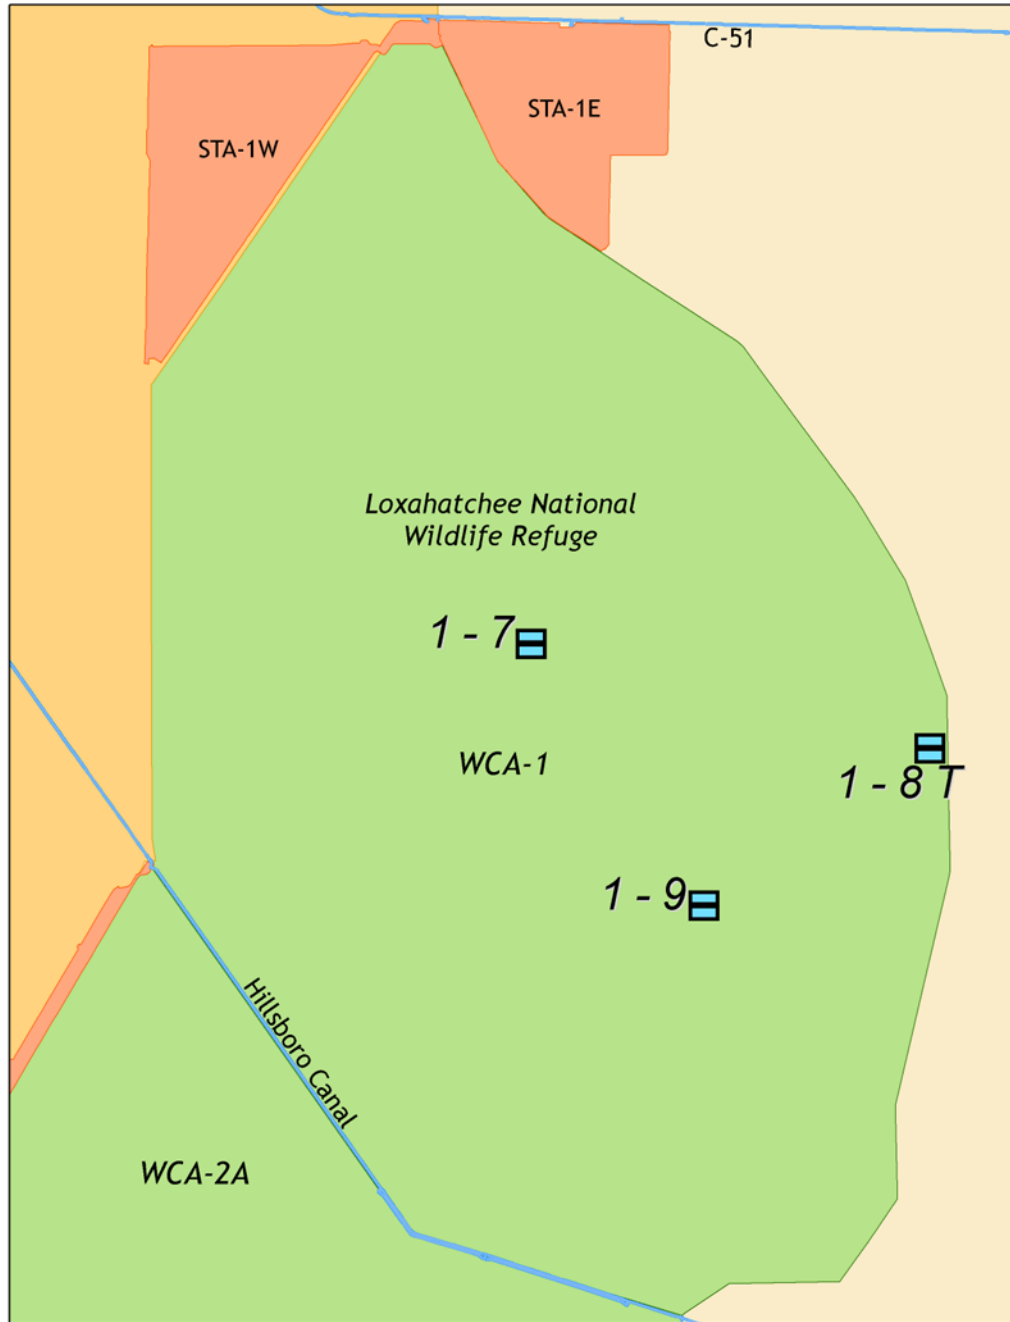 C-51
STA-1E
STA-1W
Loxahatchee National
Wildlife Refuge
1 - 7
WCA-1
1 - 8 T
1 - 9
Hillsboro Canal
WCA-2A